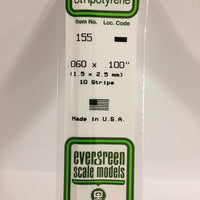 stripolyrene
Item No. Loc. Code
155
.060 x .100"
(1.5 x 2.5 mm)
10 Strips
Made in U.S.A.
evergreen
scale models